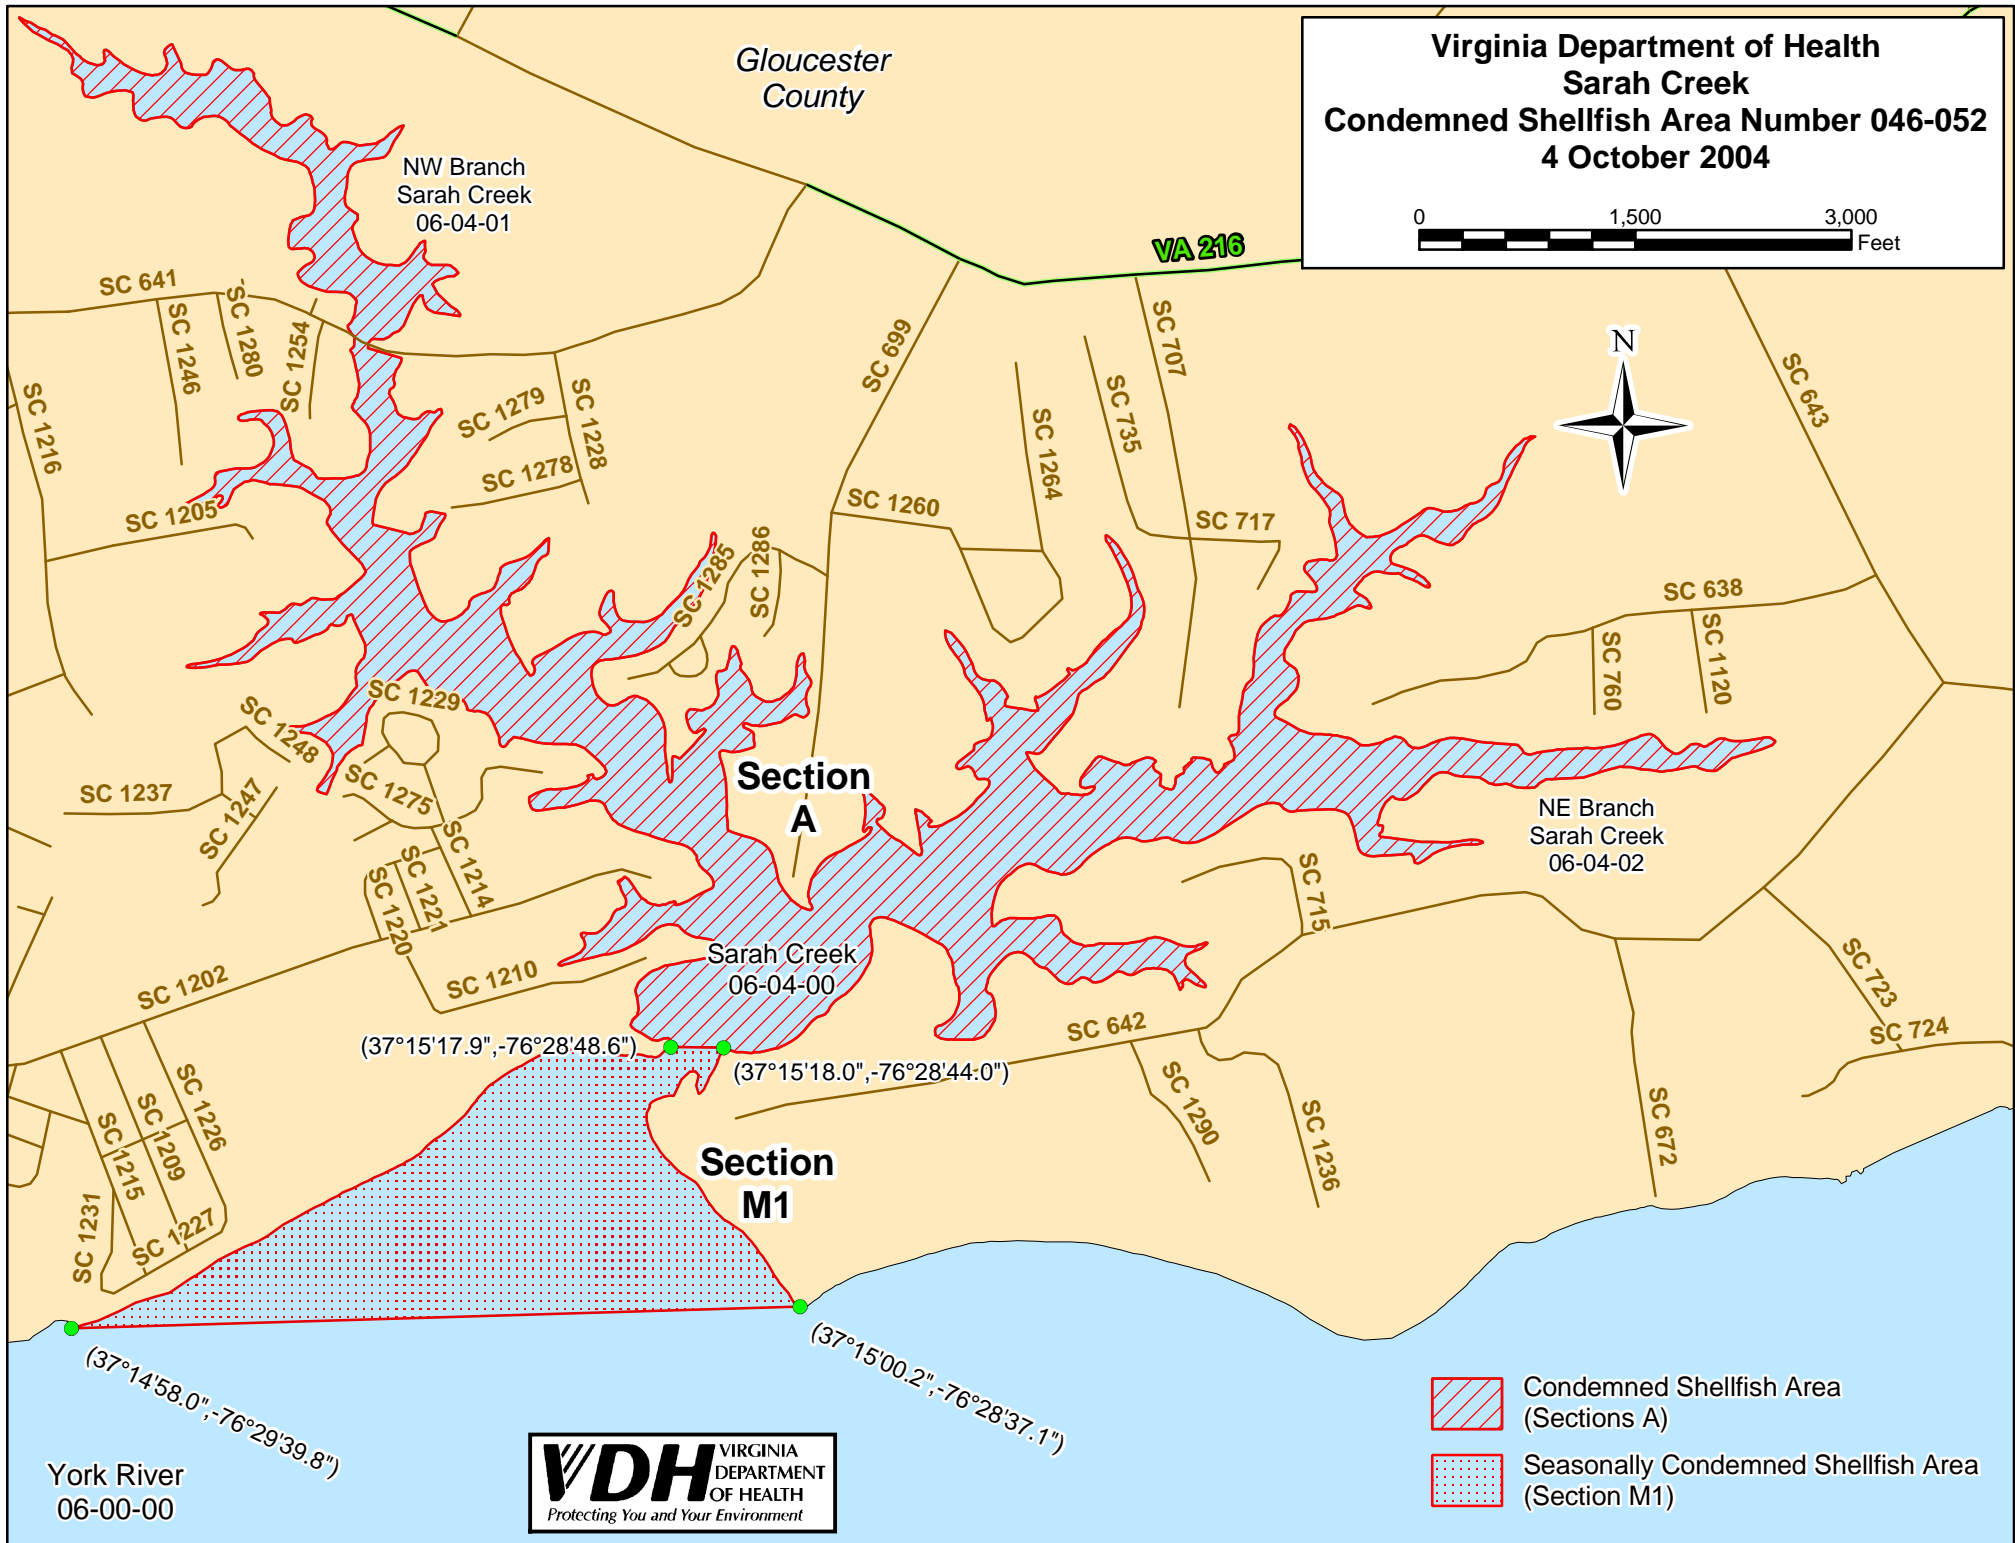 Virginia Department of Health
Sarah Creek
Condemned Shellfish Area Number 046-052
4 October 2004
0 1,500 3,000
Feet
Gloucester
County
NW Branch
Sarah Creek
06-04-01
VA 216
N
SC 641
SC 1246
SC 1280
SC 1254
SC 1216
SC 1279
SC 1228
SC 1278
SC 1205
SC 699
SC 707
SC 735
SC 1264
SC 1260
SC 717
SC 643
SC 1285
SC 1286
SC 638
SC 760
SC 1120
SC 1229
SC 1248
SC 1237
SC 1247
SC 1275
SC 1214
SC 1221
SC 1220
Section
A
NE Branch
Sarah Creek
06-04-02
SC 715
SC 1202
SC 1210
Sarah Creek
06-04-00
SC 723
SC 724
SC 642
(37°15'17.9",-76°28'48.6")
(37°15'18.0",-76°28'44.0")
SC 1226
SC 1209
SC 1215
SC 1231
SC 1227
SC 1290
SC 1236
SC 672
Section
M1
(37°14'58.0",-76°29'39.8")
(37°15'00.2",-76°28'37.1")
York River
06-00-00
VDH
VIRGINIA
DEPARTMENT
OF HEALTH
Protecting You and Your Environment
Condemned Shellfish Area
(Sections A)
Seasonally Condemned Shellfish Area
(Section M1)